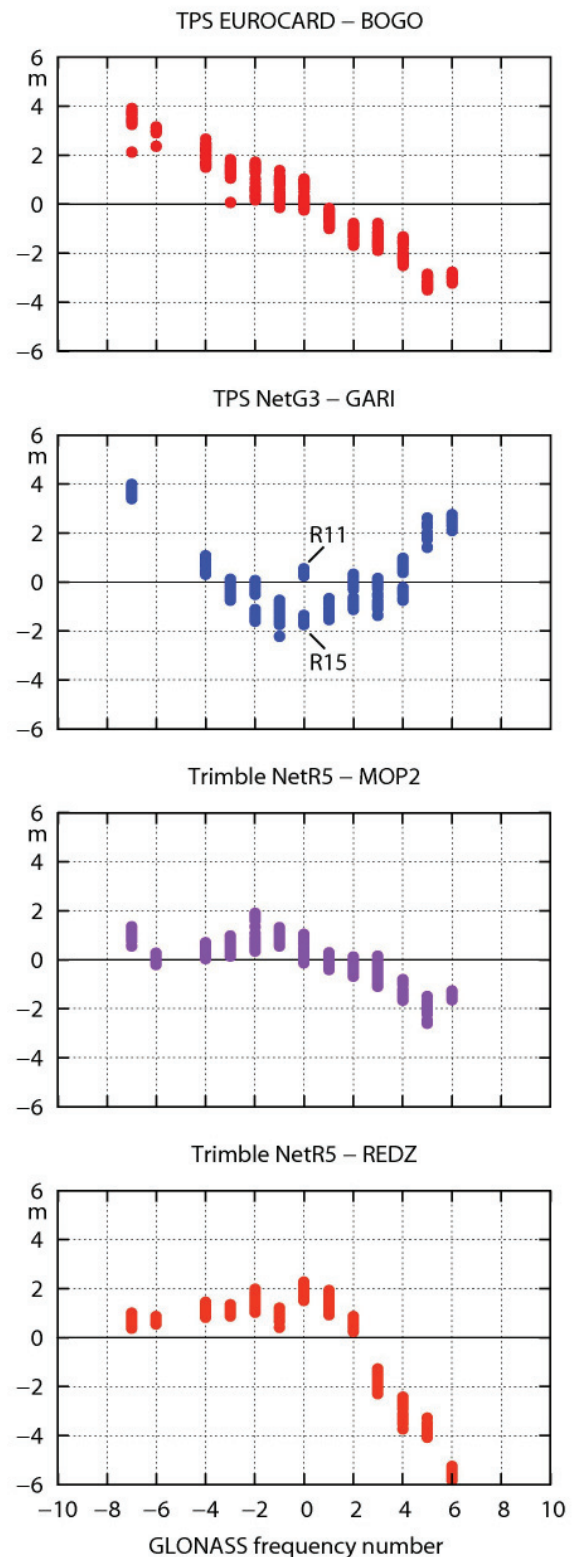 TPS EUROCARD – BOGO
6
m
4
2
0
−2
−4
−6
TPS NetG3 – GARI
6
m
4
2
0
−2
−4
−6
R11
R15
Trimble NetR5 – MOP2
6
m
4
2
0
−2
−4
−6
Trimble NetR5 – REDZ
6
m
4
2
0
−2
−4
−6
−10 −8 −6 −4 −2 0 2 4 6 8 10
GLONASS frequency number